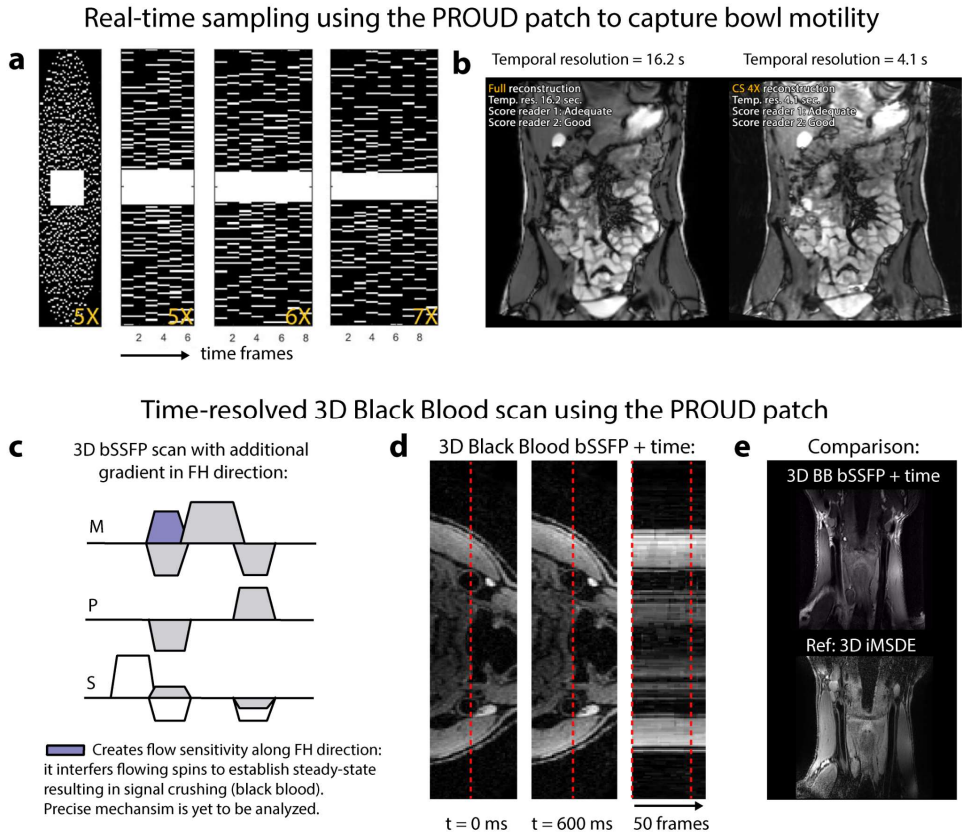 Real-time sampling using the PROUD patch to capture bowl motility
a
5X
5X
6X
7X
2 4 6
2 4 6 8
2 4 6 8
time frames
b
Temporal resolution = 16.2 s
Temporal resolution = 4.1 s
Full reconstruction
Temp. res. 16.2 sec.
Score reader 1: Adequate
Score reader 2: Good
CS 4X reconstruction
Temp. res. 4.1 sec.
Score reader 1: Adequate
Score reader 2: Good
Time-resolved 3D Black Blood scan using the PROUD patch
c
3D bSSFP scan with additional
gradient in FH direction:
M
P
S
Creates flow sensitivity along FH direction:
it interfers flowing spins to establish steady-state
resulting in signal crushing (black blood).
Precise mechansim is yet to be analyzed.
d
3D Black Blood bSSFP + time:
t = 0 ms
t = 600 ms
50 frames
e
Comparison:
3D BB bSSFP + time
Ref: 3D iMSDE